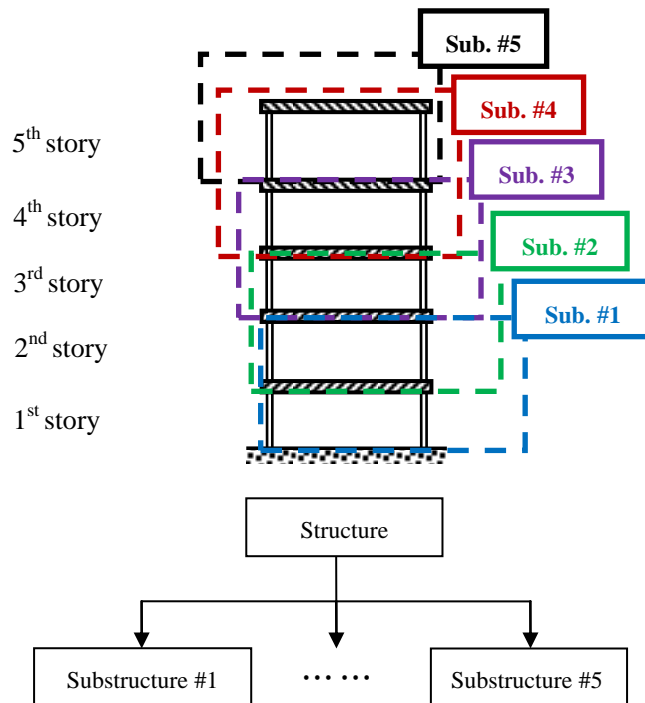 Sub. #5
Sub. #4
5th story
Sub. #3
4th story
Sub. #2
3rd story
Sub. #1
2nd story
1st story
Structure
Substructure #1
... ...
Substructure #5